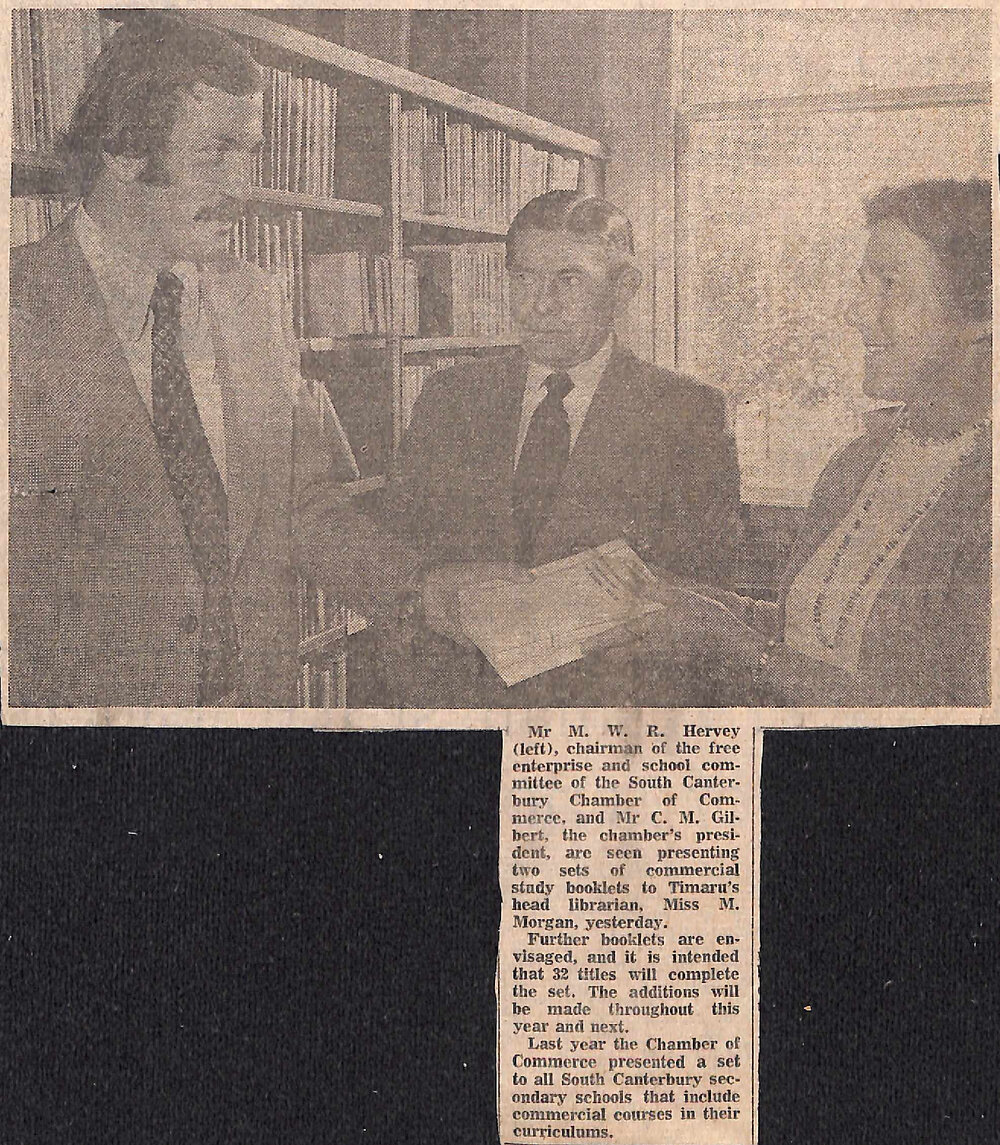 Mr M. W. R. Hervey
(left), chairman of the free
enterprise and school com-
mittee of the South Canter-
bury Chamber of Com-
merce, and Mr C. M. Gil-
bert, the chamber's presi-
dent, are seen presenting
two sets of commercial
study booklets to Timaru's
head librarian, Miss M.
Morgan, yesterday.
Further booklets are en-
visaged, and it is intended
that 32 titles will complete
the set. The additions will
be made throughout this
year and next.
Last year the Chamber of
Commerce presented a set
to all South Canterbury sec-
ondary schools that include
commercial courses in their
curriculums.